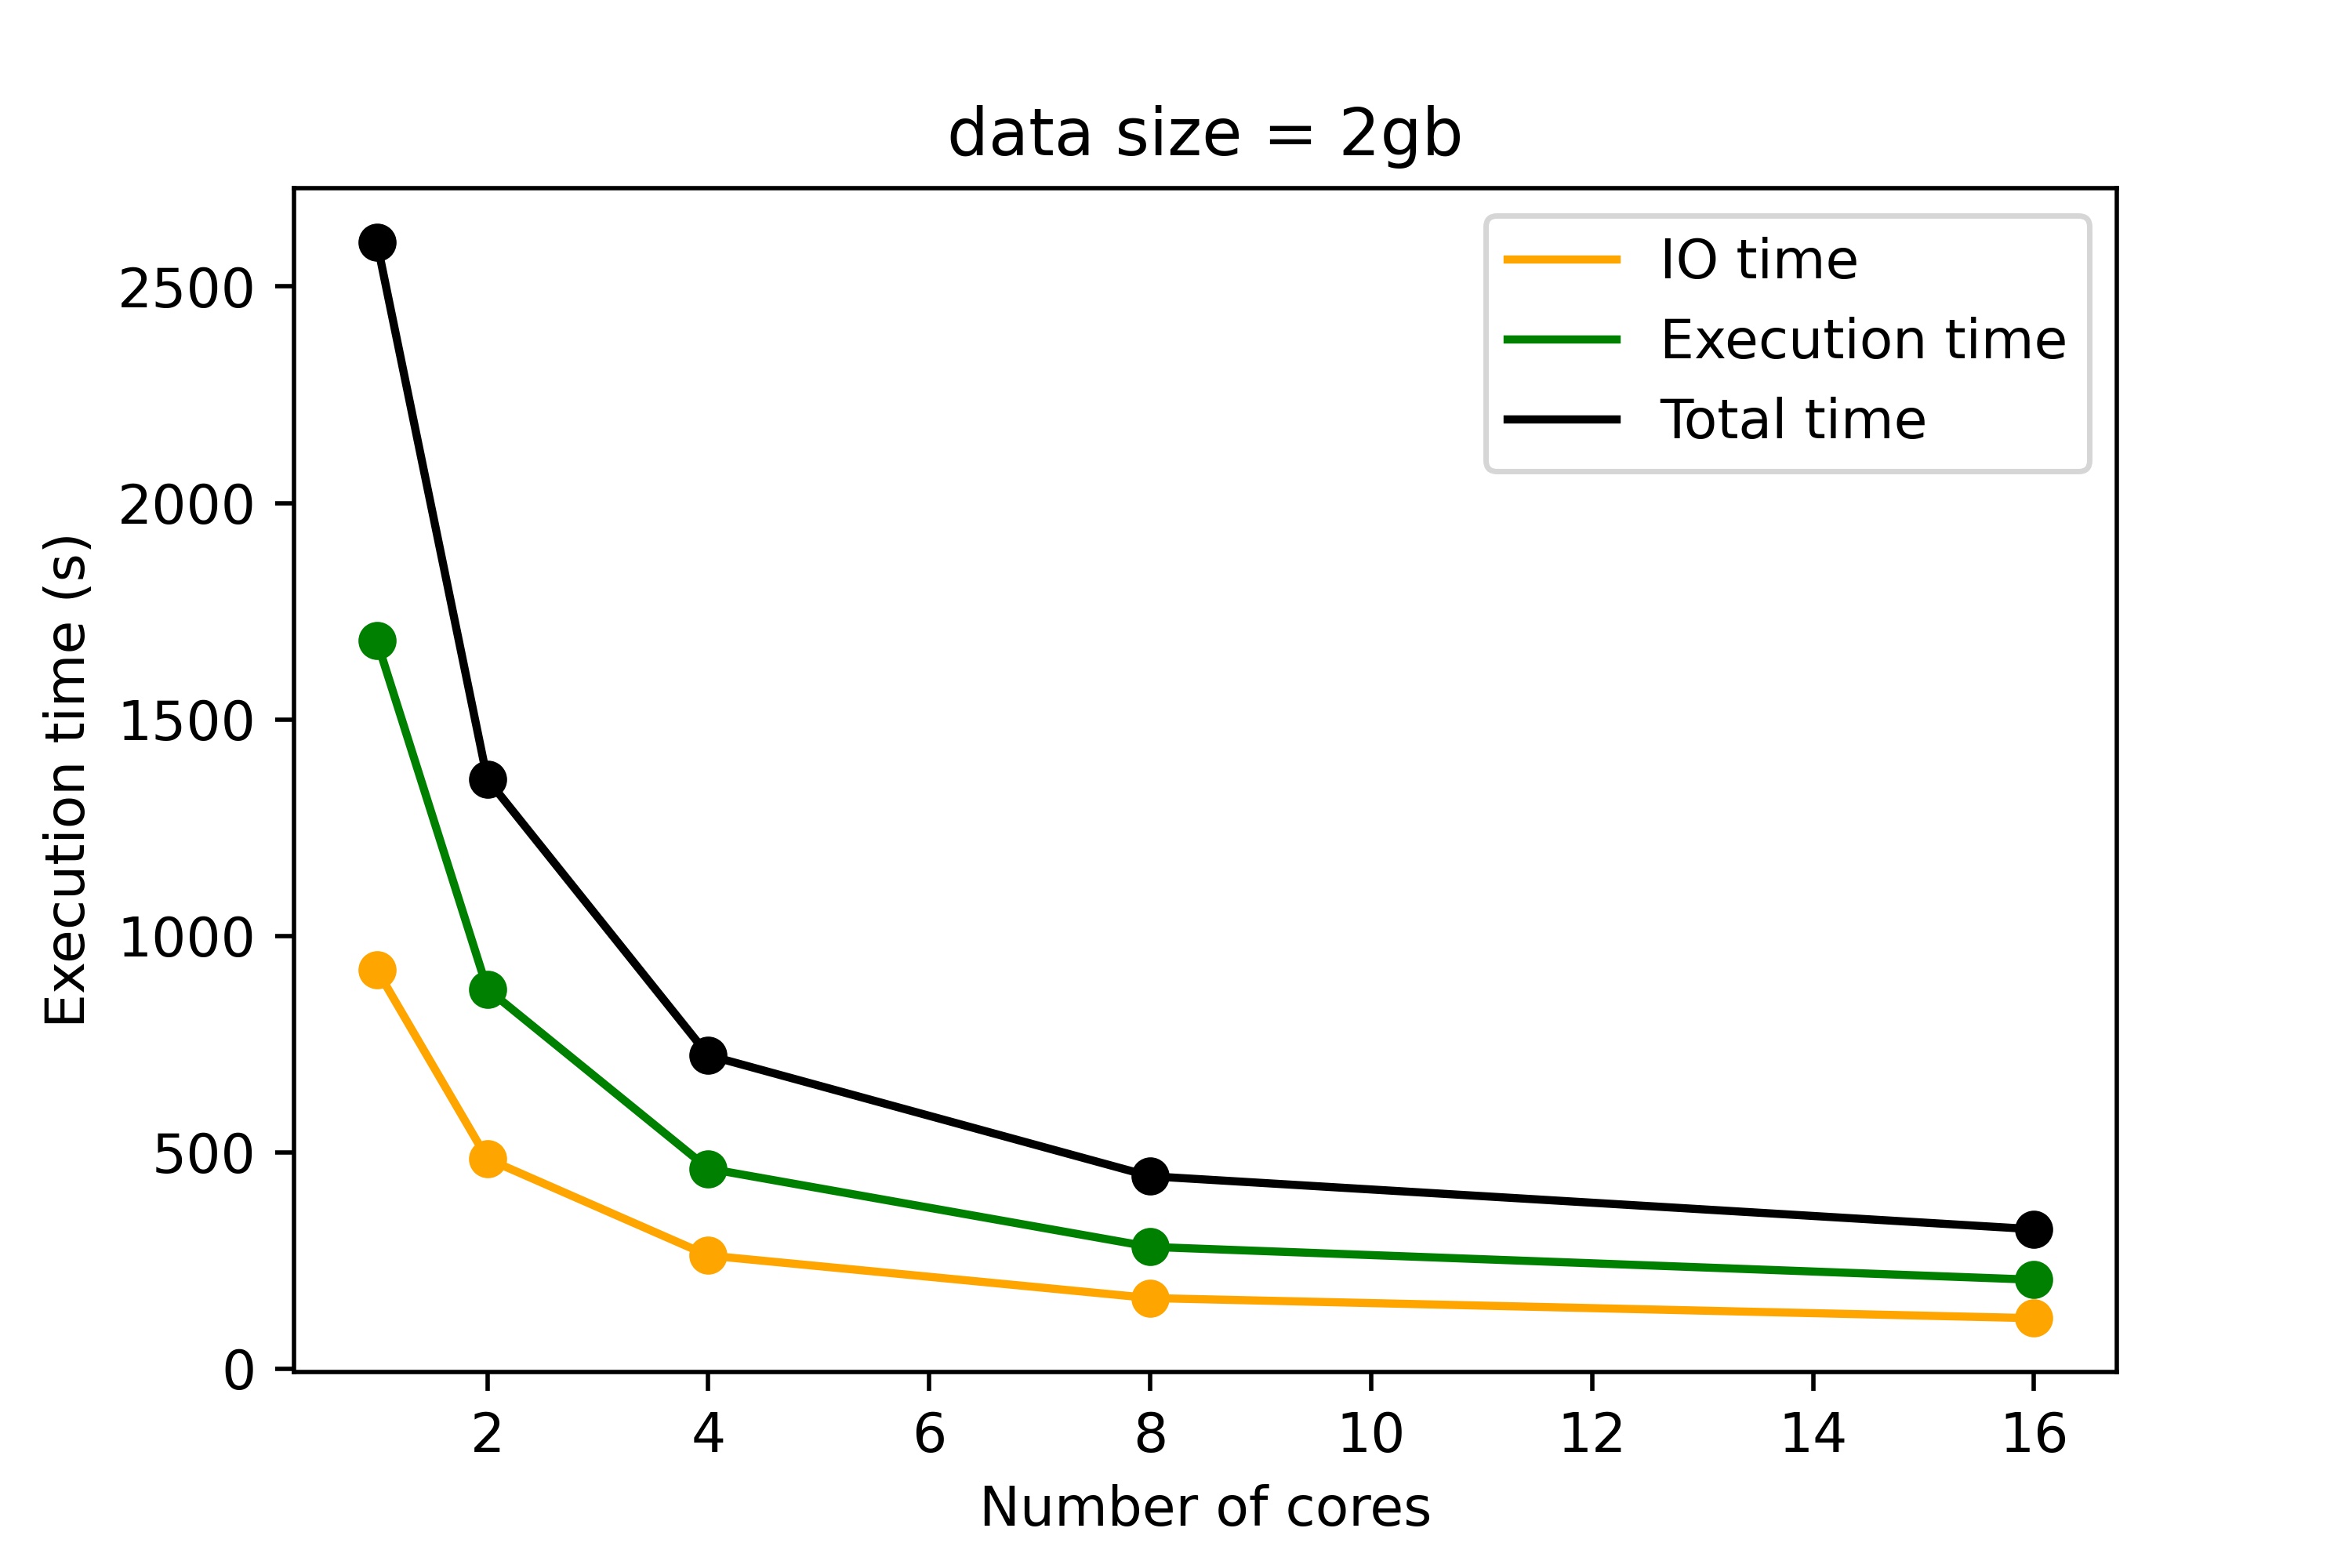 data size = 2gb
IO time
Execution time
Total time
Execution time (s)
2500
2000
1500
1000
500
0
2 4 6 8 10 12 14 16
Number of cores